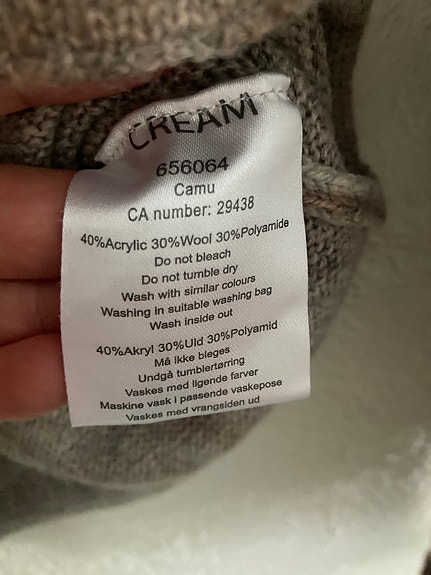 CREAM
656064
Camu
CA number: 29438
40%Acrylic 30%Wool 30%Polyamide
Do not bleach
Do not tumble dry
Wash with similar colours
Washing in suitable washing bag
Wash inside out
40%Akryl 30%Uld 30%Polyamid
Må ikke bleges
Undgå tumblertørring
Vaskes med ligende farver
Maskine vask i passende vaskepose
Vaskes med vrangsiden ud